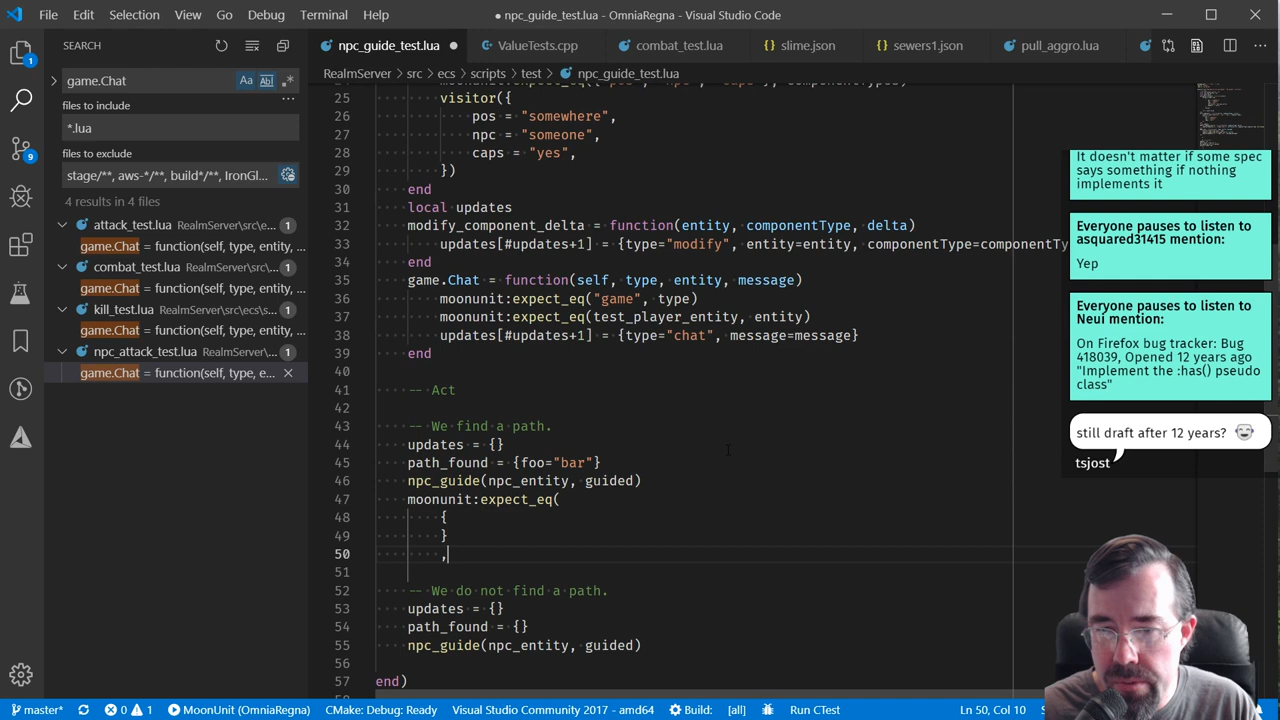 File Edit Selection View Go Debug Terminal Help
● npc_guide_test.lua - OmniaRegna - Visual Studio Code
SEARCH
npc_guide_test.lua ValueTests.cpp combat_test.lua {} slime.json {} sewers1.json pull_aggro.lua
RealmServer > src > ecs > scripts > test > npc_guide_test.lua
game.Chat
files to include
*.lua
files to exclude
stage/**, aws-*/**, build*/**, IronGl...
4 results in 4 files
attack_test.lua RealmServer\src\e... 1
game.Chat = function(self, type, entity, ...
combat_test.lua RealmServer\src\e... 1
game.Chat = function(self, type, entity, ...
kill_test.lua RealmServer\src\ecs\s... 1
game.Chat = function(self, type, entity, ...
npc_attack_test.lua RealmServer\... 1
game.Chat = function(self, type, e...
25 visitor({
26 pos = "somewhere",
27 npc = "someone",
28 caps = "yes",
29 })
30 end
31 local updates
32 modify_component_delta = function(entity, componentType, delta)
33 updates[#updates+1] = {type="modify", entity=entity, componentType=componentTy
34 end
35 game.Chat = function(self, type, entity, message)
36 moonunit:expect_eq("game", type)
37 moonunit:expect_eq(test_player_entity, entity)
38 updates[#updates+1] = {type="chat", message=message}
39 end
40
41 -- Act
42
43 -- We find a path.
44 updates = {}
45 path_found = {foo="bar"}
46 npc_guide(npc_entity, guided)
47 moonunit:expect_eq(
48 {
49 }
50 ,
51
52 -- We do not find a path.
53 updates = {}
54 path_found = {}
55 npc_guide(npc_entity, guided)
56
57 end)
It doesn't matter if some spec
says something if nothing
implements it
Everyone pauses to listen to
asquared31415 mention:
Yep
Everyone pauses to listen to
Neui mention:
On Firefox bug tracker: Bug
418039, Opened 12 years ago
"Implement the :has() pseudo
class"
still draft after 12 years?
tsjost
master* 0 1 MoonUnit (OmniaRegna) CMake: Debug: Ready Visual Studio Community 2017 - amd64 Build: [all] Run CTest Ln 50, Col 10